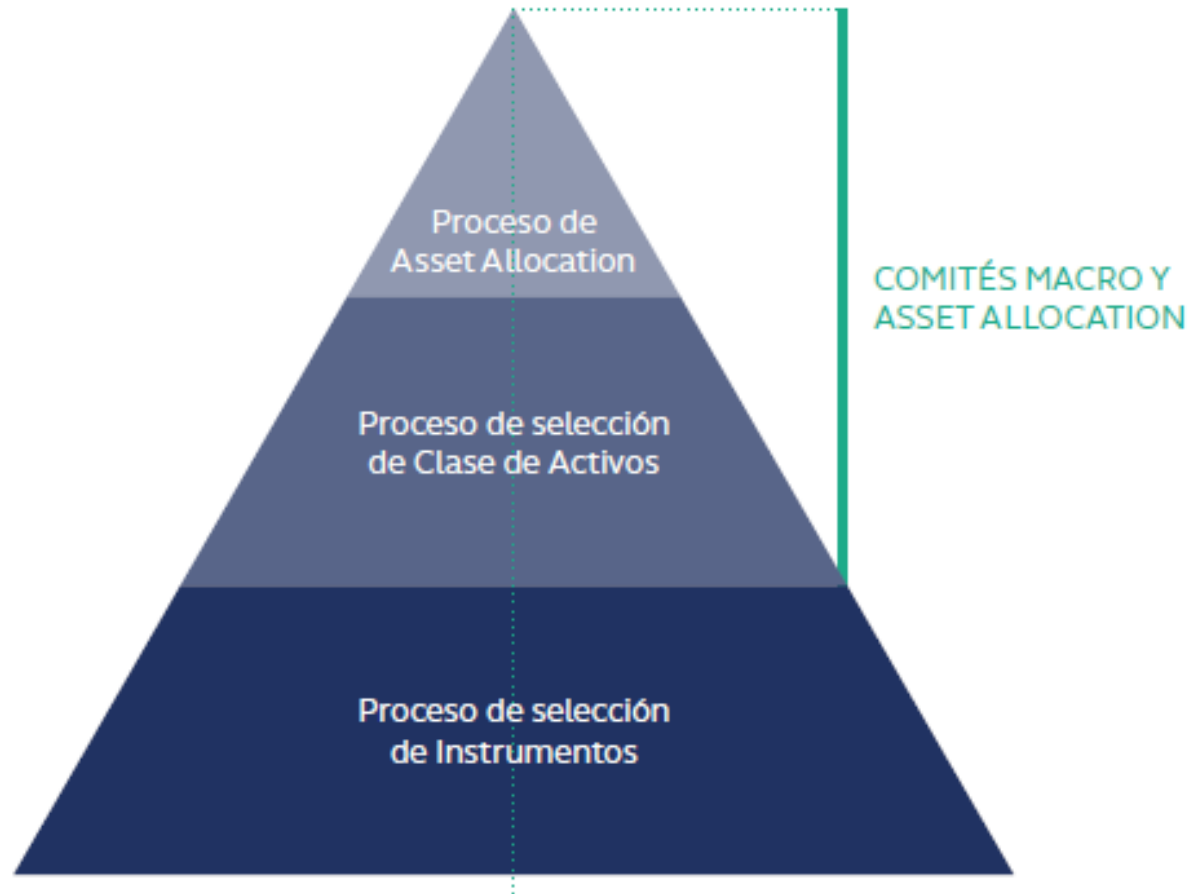 Proceso de
Asset Allocation
COMITÉS MACRO Y
ASSET ALLOCATION
Proceso de selección
de Clase de Activos
Proceso de selección
de Instrumentos